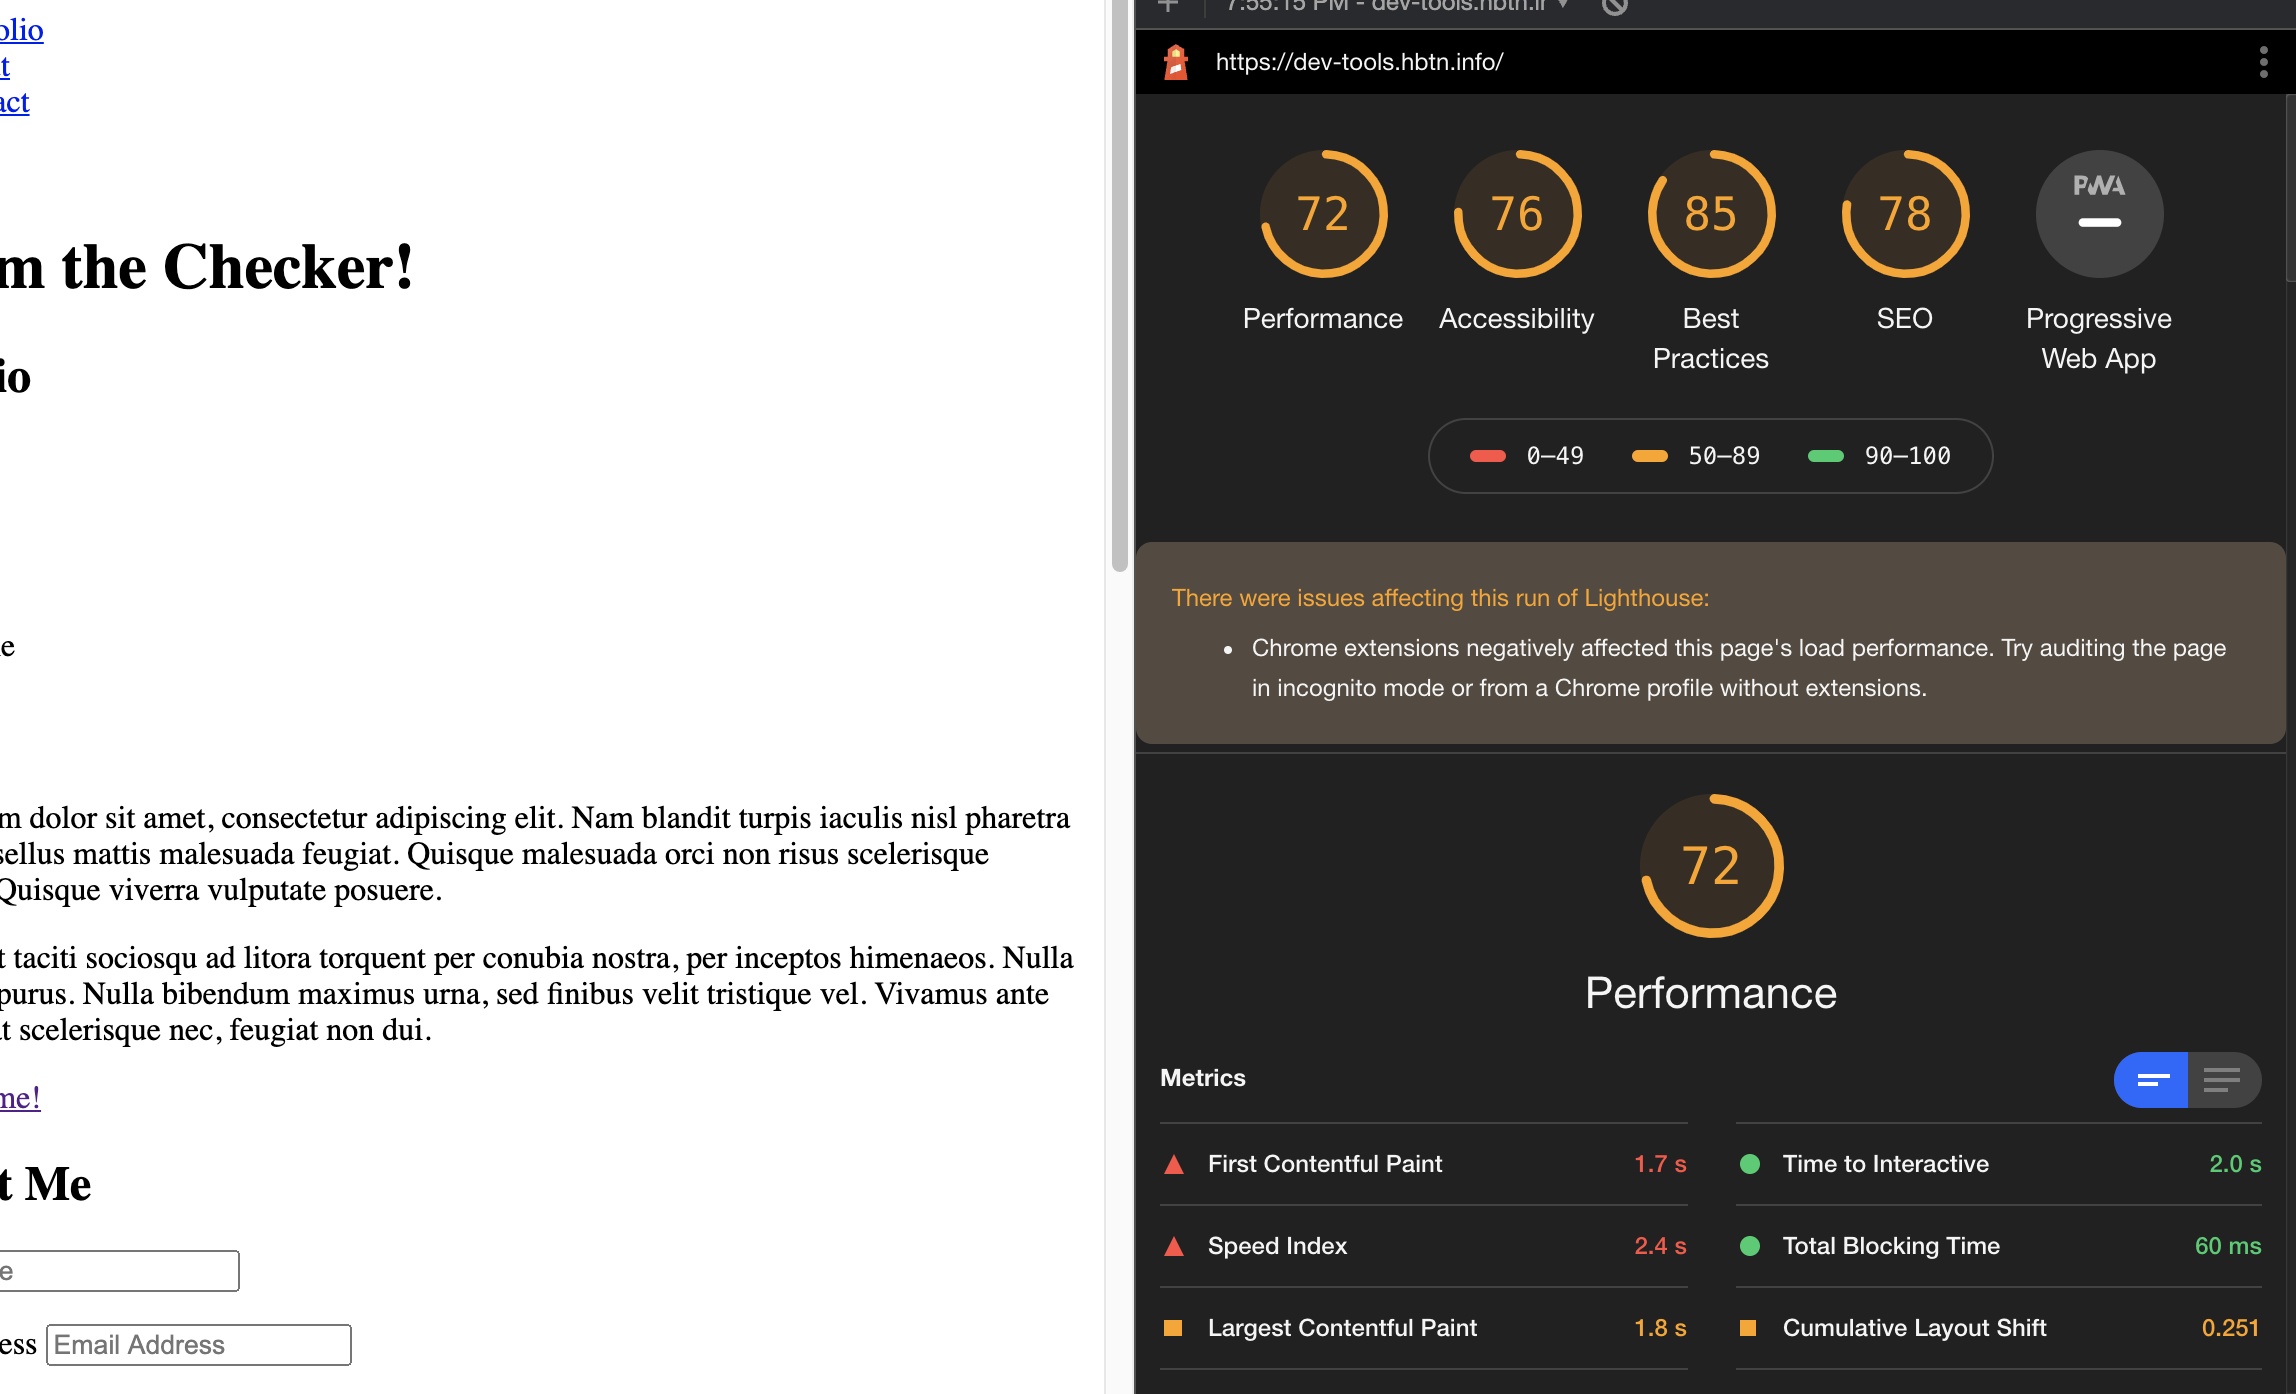 olio
t
act
m the Checker!
io
e
m dolor sit amet, consectetur adipiscing elit. Nam blandit turpis iaculis nisl pharetra
sellus mattis malesuada feugiat. Quisque malesuada orci non risus scelerisque
Quisque viverra vulputate posuere.
t taciti sociosqu ad litora torquent per conubia nostra, per inceptos himenaeos. Nulla
purus. Nulla bibendum maximus urna, sed finibus velit tristique vel. Vivamus ante
t scelerisque nec, feugiat non dui.
me!
t Me
e
ess Email Address
7:55:15 PM - dev-tools.hbtn.ir
https://dev-tools.hbtn.info/
72 76 85 78 PWA
Performance Accessibility Best Practices SEO Progressive Web App
0–49 50–89 90–100
There were issues affecting this run of Lighthouse:
Chrome extensions negatively affected this page's load performance. Try auditing the page
in incognito mode or from a Chrome profile without extensions.
72
Performance
Metrics
First Contentful Paint 1.7 s
Time to Interactive 2.0 s
Speed Index 2.4 s
Total Blocking Time 60 ms
Largest Contentful Paint 1.8 s
Cumulative Layout Shift 0.251